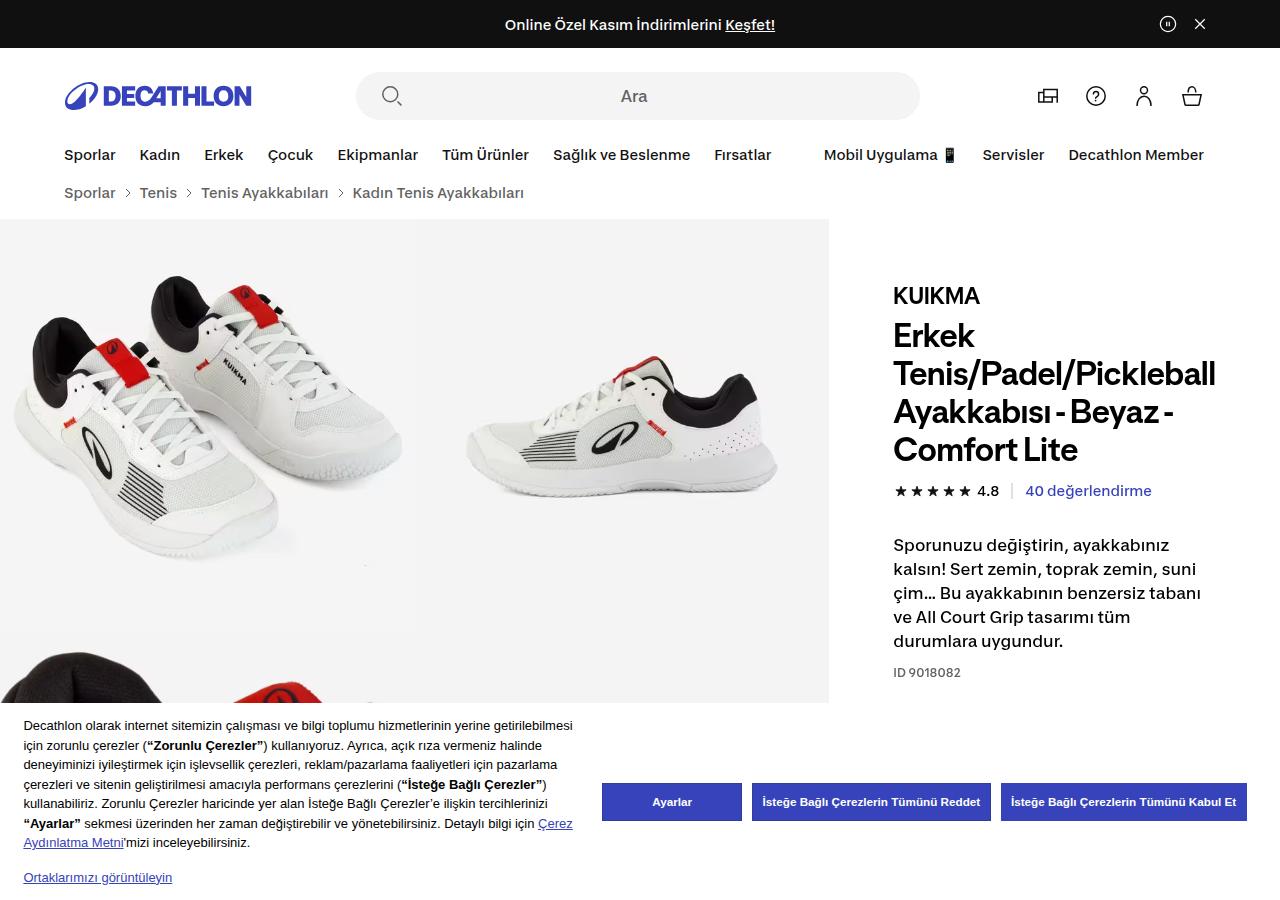 Online Özel Kasım İndirimlerini Keşfet!
DECATHLON
Ara
Sporlar Kadın Erkek Çocuk Ekipmanlar Tüm Ürünler Sağlık ve Beslenme Fırsatlar Mobil Uygulama 📱 Servisler Decathlon Member
Sporlar > Tenis > Tenis Ayakkabıları > Kadın Tenis Ayakkabıları
KUIKMA
KUIKMA
Erkek
Tenis/Padel/Pickleball
Ayakkabısı - Beyaz -
Comfort Lite
4.8 | 40 değerlendirme
Sporunuzu değiştirin, ayakkabınız
kalsın! Sert zemin, toprak zemin, suni
çim... Bu ayakkabının benzersiz tabanı
ve All Court Grip tasarımı tüm
durumlara uygundur.
ID 9018082
Decathlon olarak internet sitemizin çalışması ve bilgi toplumu hizmetlerinin yerine getirilebilmesi
için zorunlu çerezler (“Zorunlu Çerezler”) kullanıyoruz. Ayrıca, açık rıza vermeniz halinde
deneyiminizi iyileştirmek için işlevsellik çerezleri, reklam/pazarlama faaliyetleri için pazarlama
çerezleri ve sitenin geliştirilmesi amacıyla performans çerezlerini (“İsteğe Bağlı Çerezler”)
kullanabiliriz. Zorunlu Çerezler haricinde yer alan İsteğe Bağlı Çerezler’e ilişkin tercihlerinizi
“Ayarlar” sekmesi üzerinden her zaman değiştirebilir ve yönetebilirsiniz. Detaylı bilgi için Çerez
Aydınlatma Metni'mizi inceleyebilirsiniz.
Ortaklarımızı görüntüleyin
Ayarlar
İsteğe Bağlı Çerezlerin Tümünü Reddet
İsteğe Bağlı Çerezlerin Tümünü Kabul Et